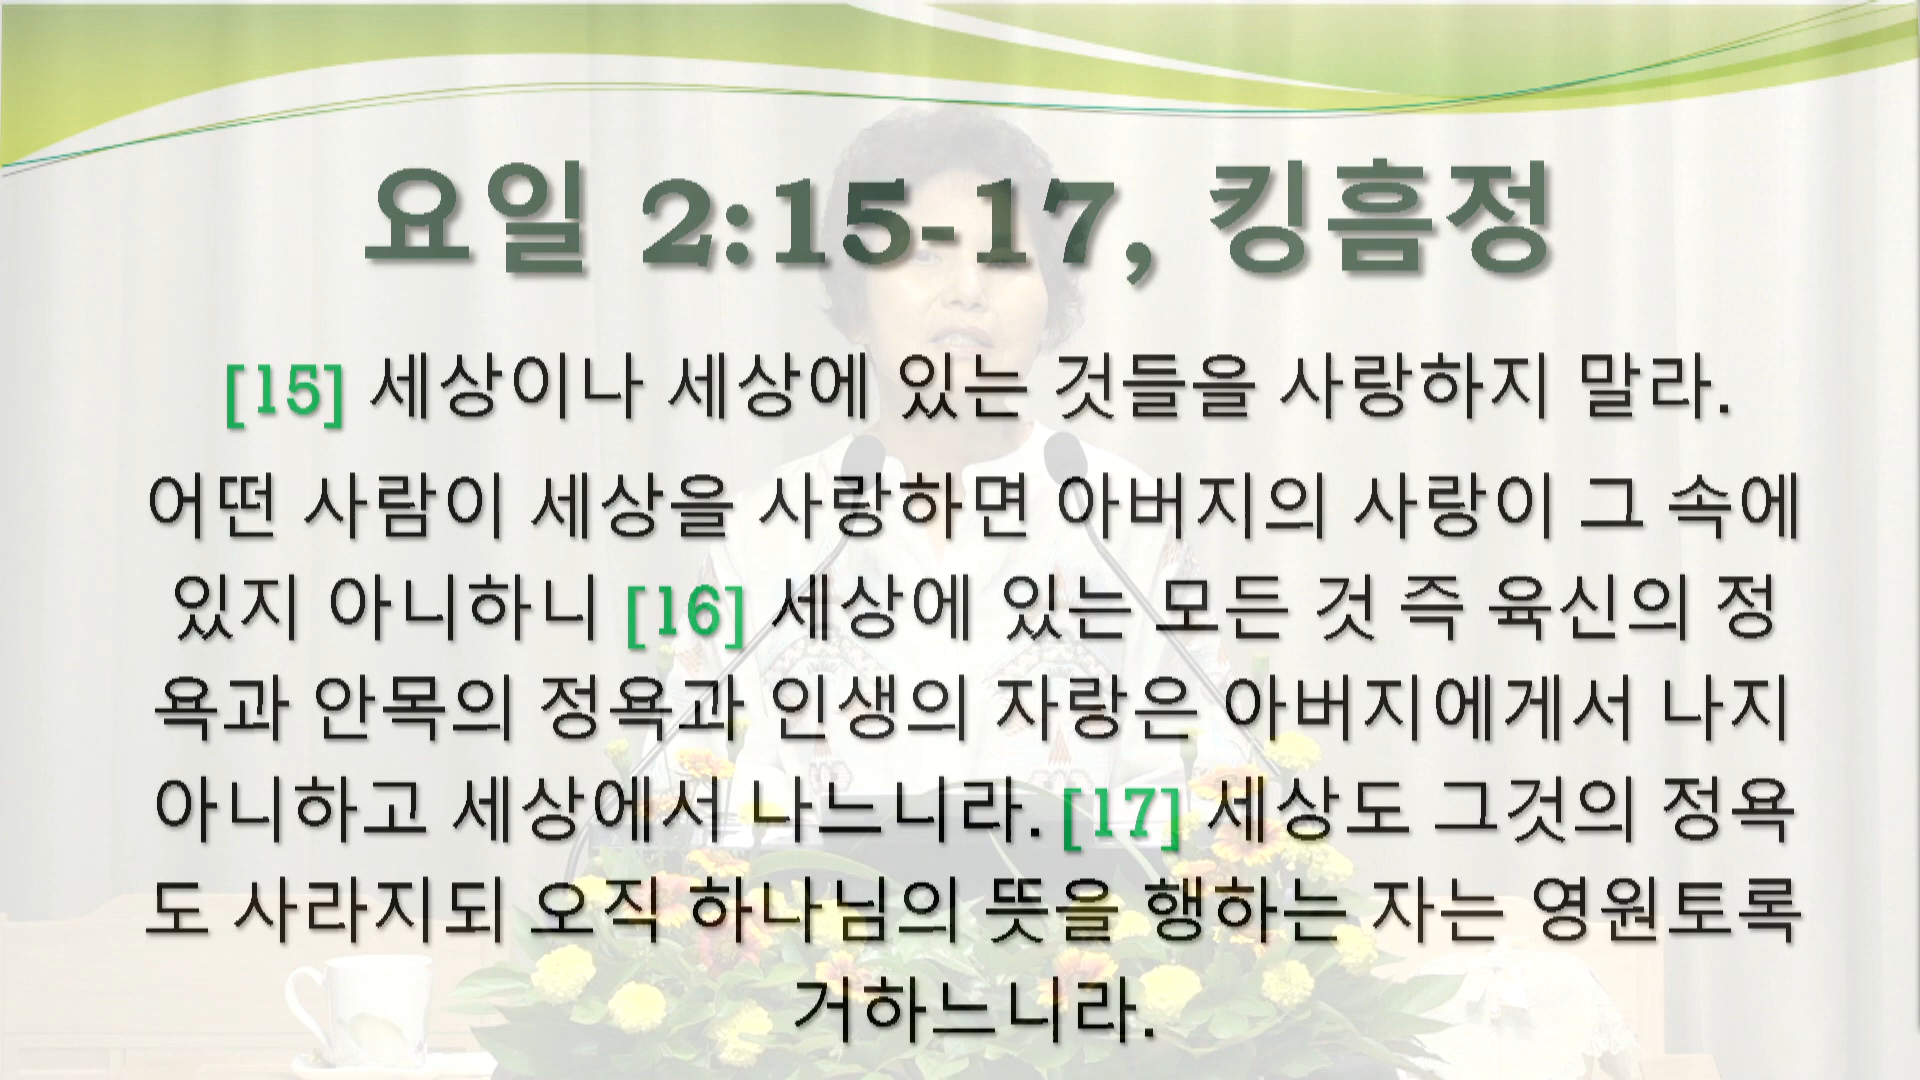 요일 2:15-17, 킹흠정
[15] 세상이나 세상에 있는 것들을 사랑하지 말라.
어떤 사람이 세상을 사랑하면 아버지의 사랑이 그 속에
있지 아니하니 [16] 세상에 있는 모든 것 즉 육신의 정
욕과 안목의 정욕과 인생의 자랑은 아버지에게서 나지
아니하고 세상에서 나느니라. [17] 세상도 그것의 정욕
도 사라지되 오직 하나님의 뜻을 행하는 자는 영원토록
거하느니라.